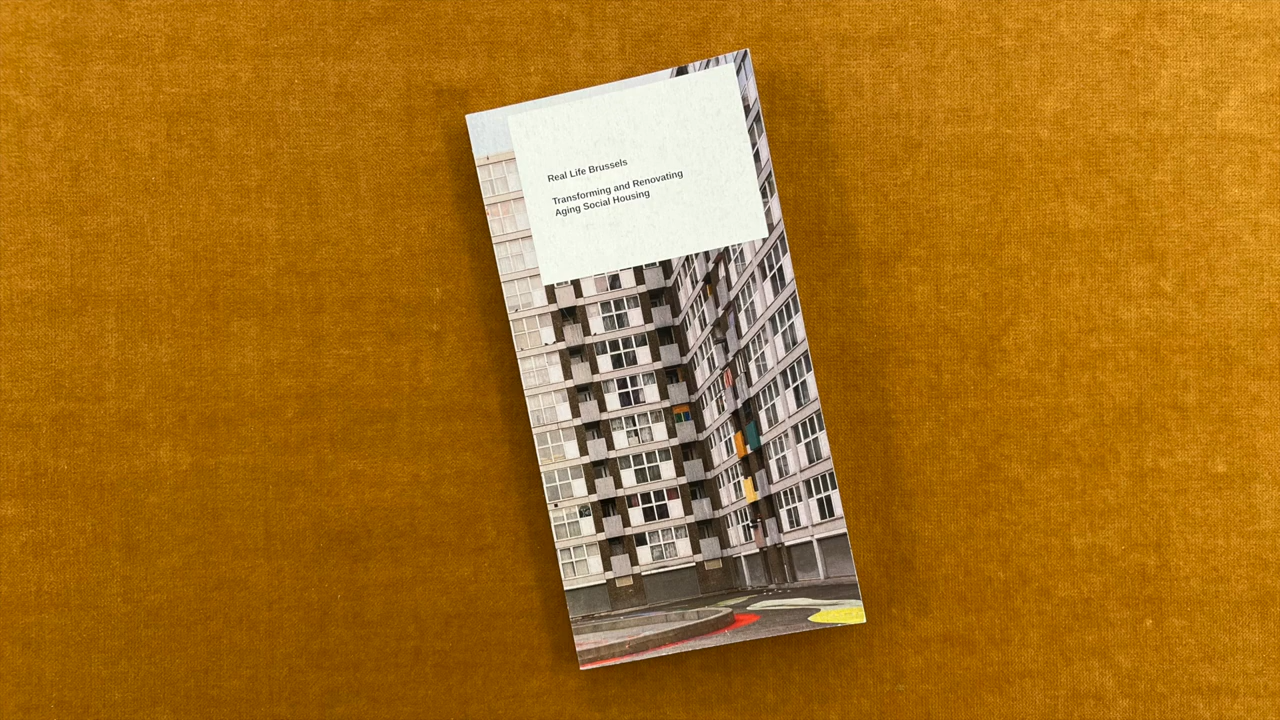 Real Life Brussels
Transforming and Renovating
Aging Social Housing